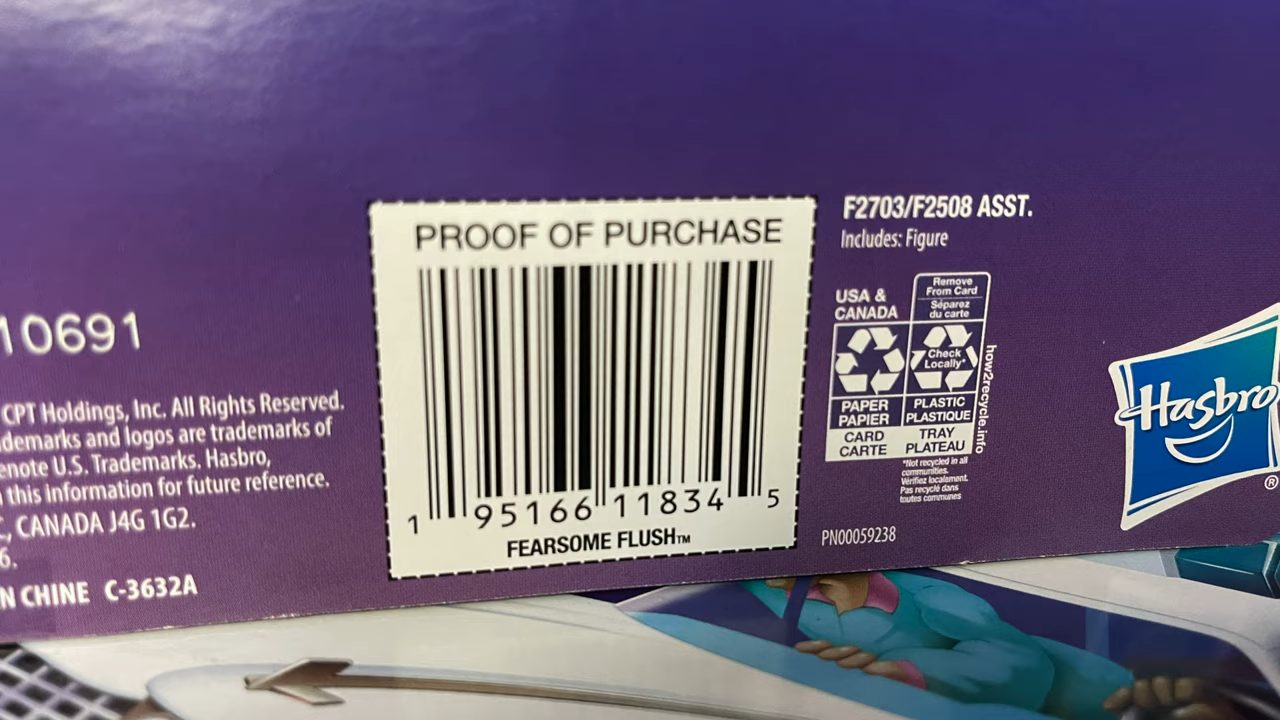 10691
CPT Holdings, Inc. All Rights Reserved.
demarks and logos are trademarks of
enote U.S. Trademarks. Hasbro,
this information for future reference.
, CANADA J4G 1G2.
6.
N CHINE C-3632A
PROOF OF PURCHASE
1 95166 11834 5
FEARSOME FLUSH™
F2703/F2508 ASST.
Includes: Figure
USA &
CANADA
Remove
From Card
Séparez
du carte
Check
Locally*
PAPER
PAPIER
CARD
CARTE
PLASTIC
PLASTIQUE
TRAY
PLATEAU
how2recycle.info
*Not recycled in all
communities.
Vérifiez localement.
Pas recyclé dans
toutes communes
PN00059238
Hasbro
®